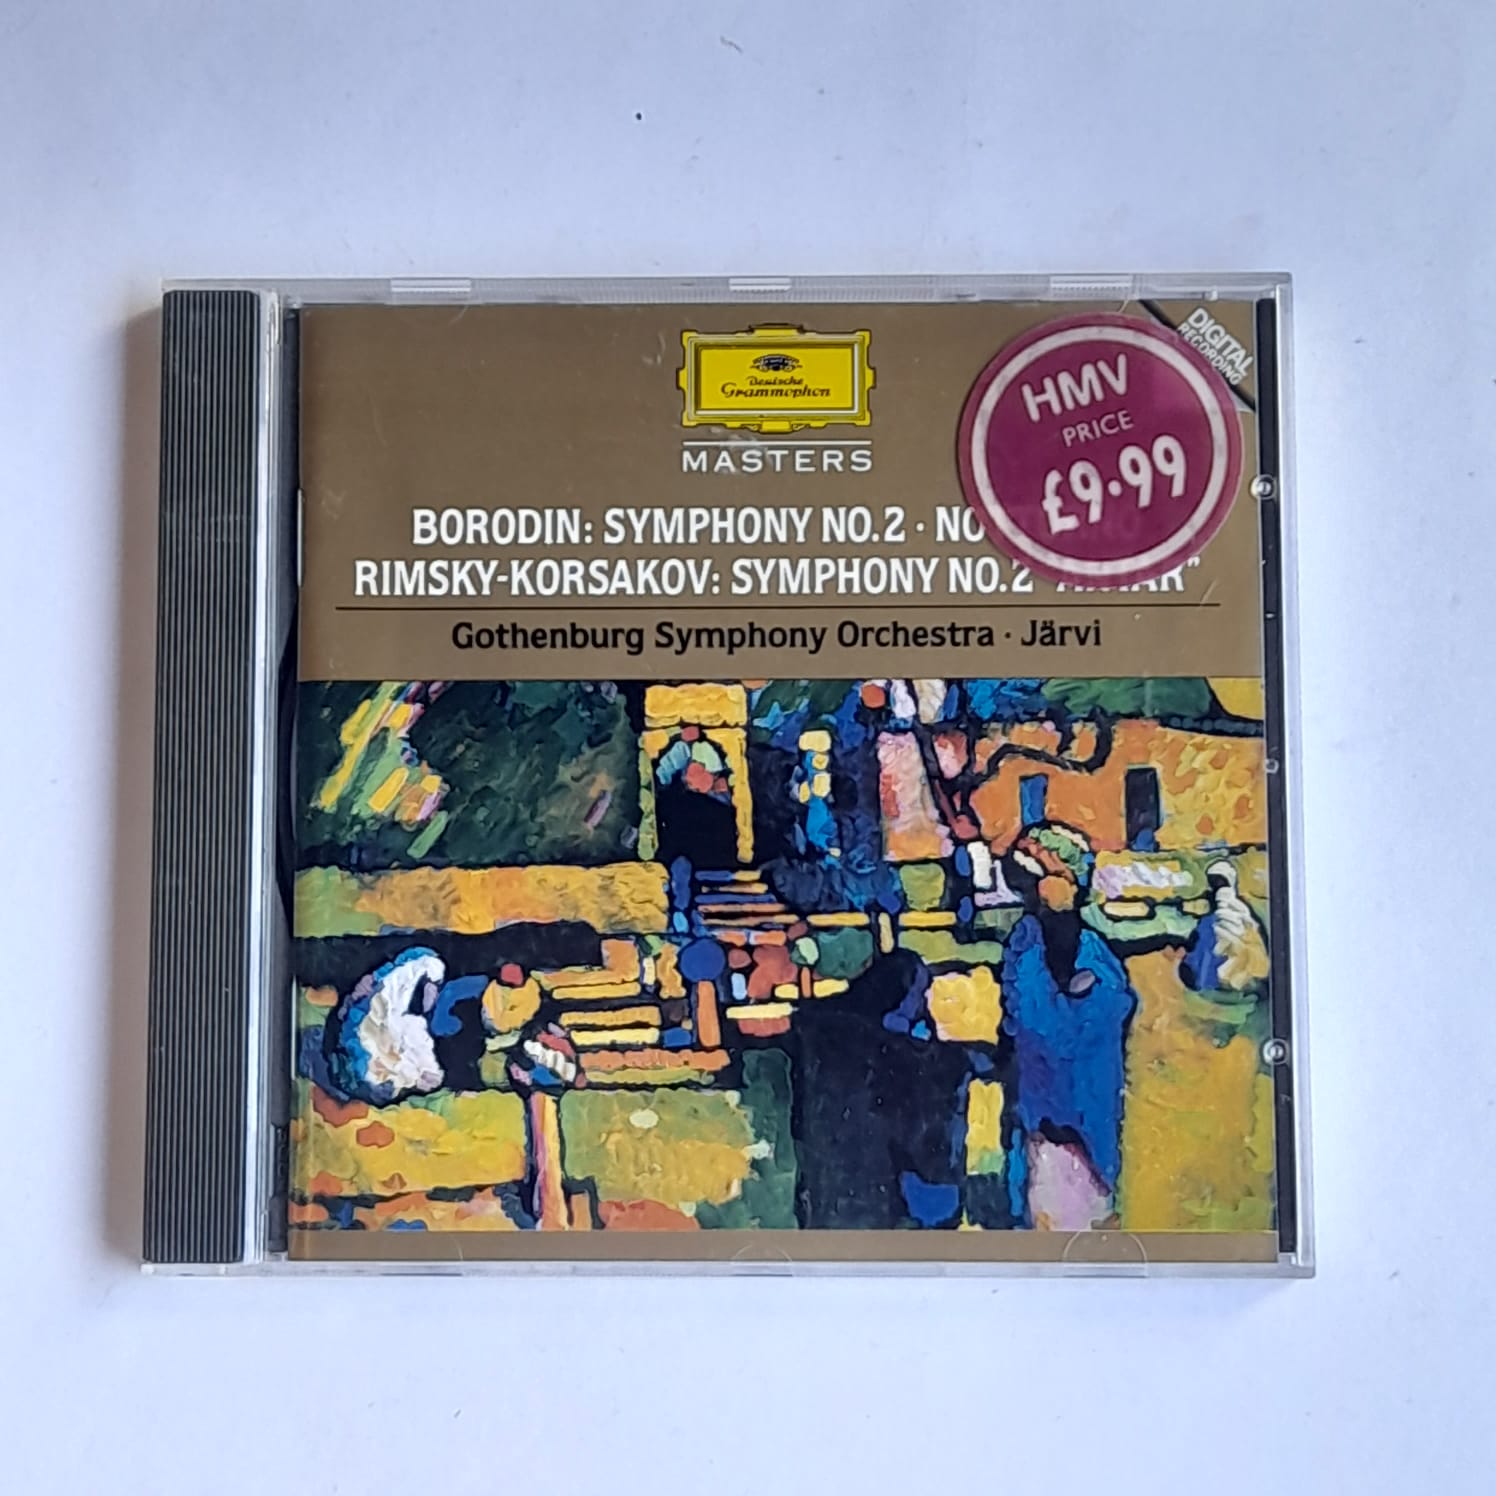 Deutsche
Grammophon
MASTERS
DIGITAL
RECORDING
HMV
PRICE
£9.99
BORODIN: SYMPHONY NO.2 ·
RIMSKY-KORSAKOV: SYMPHONY NO.2
Gothenburg Symphony Orchestra · Järvi